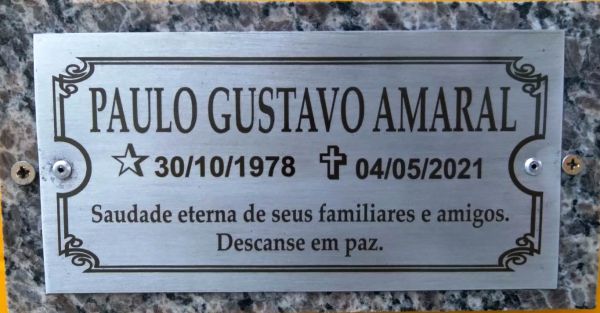 PAULO GUSTAVO AMARAL
☆ 30/10/1978 ✞ 04/05/2021
Saudade eterna de seus familiares e amigos.
Descanse em paz.